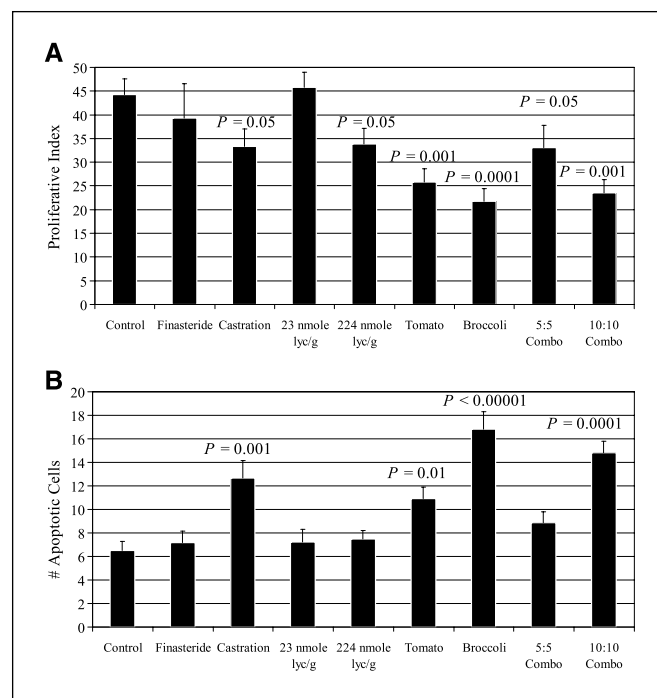 A
50
45
40
35
30
25
20
15
10
5
0
Proliferative Index
P = 0.05
P = 0.05
P = 0.001
P = 0.0001
P = 0.05
P = 0.001
Control Finasteride Castration 23 nmole 224 nmole Tomato Broccoli 5:5 10:10
lyc/g lyc/g Combo Combo
B
20
18
16
14
12
10
8
6
4
2
0
# Apoptotic Cells
P = 0.001
P = 0.01
P < 0.00001
P = 0.0001
Control Finasteride Castration 23 nmole 224 nmole Tomato Broccoli 5:5 10:10
lyc/g lyc/g Combo Combo